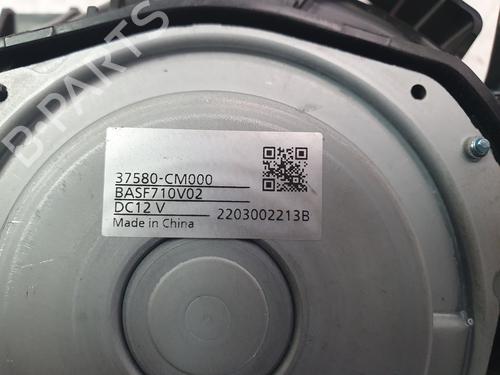 B-PARTS
37580-CM000
BASF710V02
DC12 V 2203002213B
Made in China